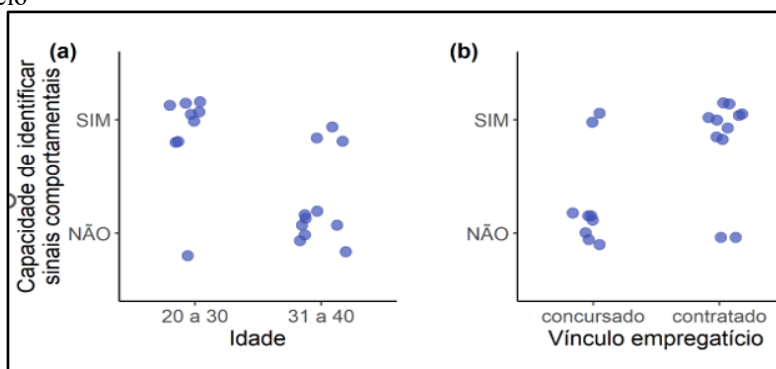 (a)
Capacidade de identificar
sinais comportamentais
SIM
NÃO
20 a 30
31 a 40
Idade
(b)
SIM
NÃO
concursado
contratado
Vínculo empregatício